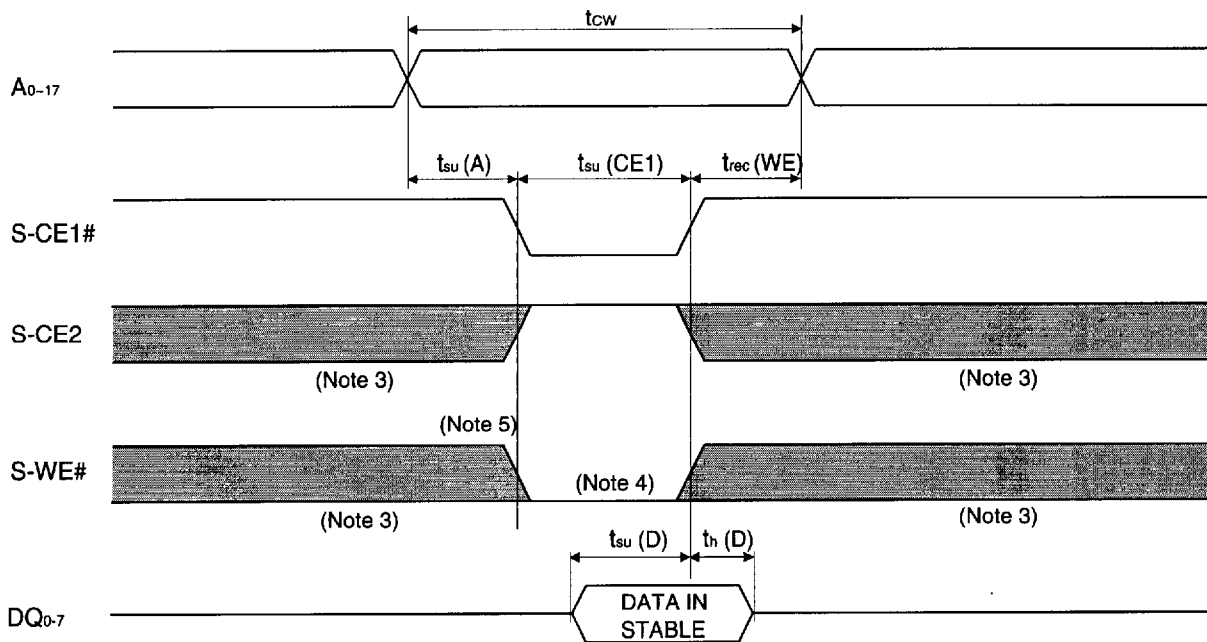 tCW
A0~17
tsu (A) tsu (CE1) trec (WE)
S-CE1#
S-CE2
(Note 3) (Note 3)
(Note 5)
S-WE#
(Note 4)
(Note 3) (Note 3)
tsu (D) th (D)
DQ0-7
DATA IN
STABLE